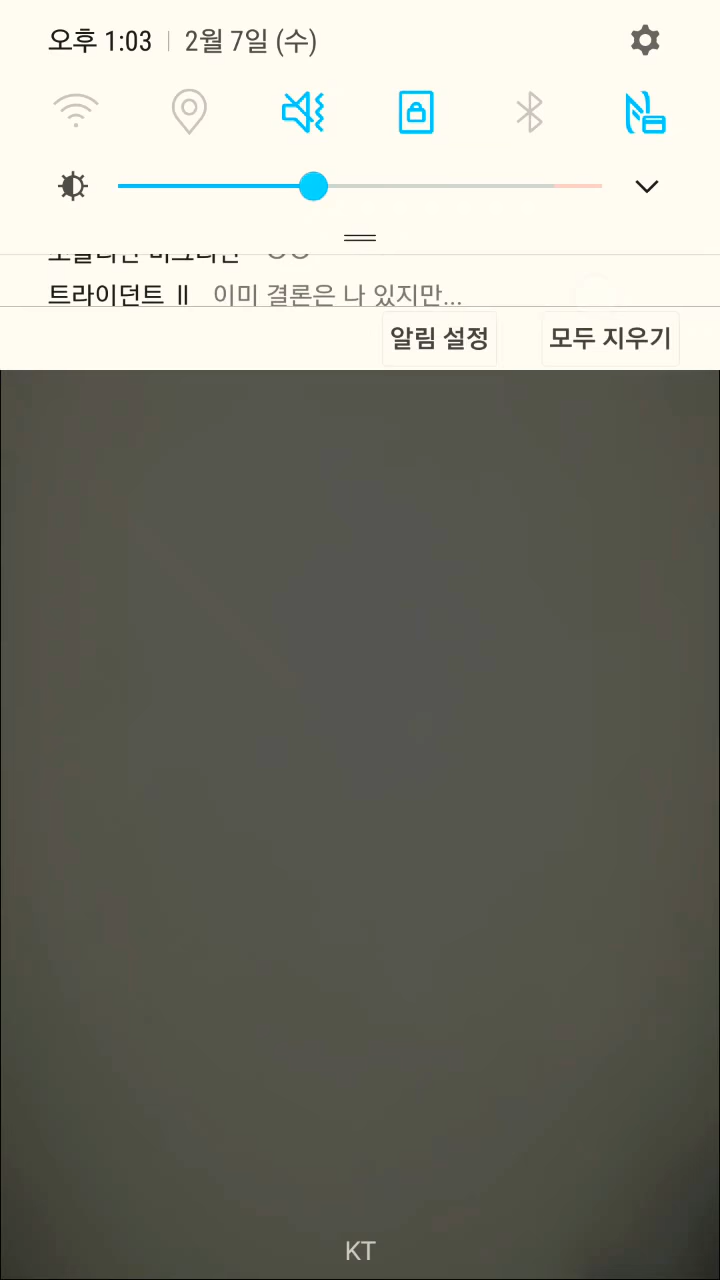 오후 1:03 2월 7일 (수)
트라이던트 Ⅱ 이미 결론은 나 있지만...
알림 설정 모두 지우기
KT